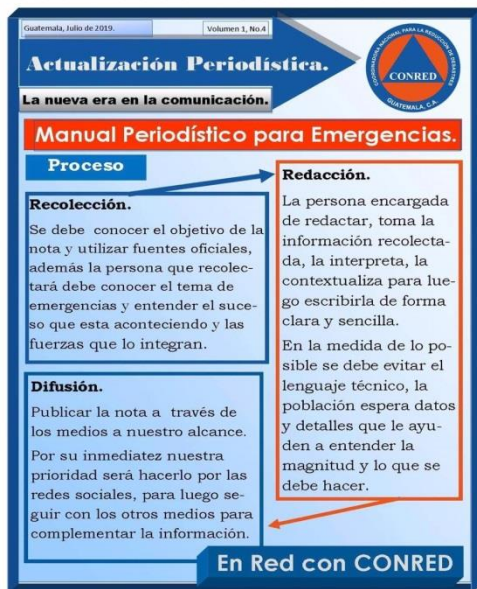 Guatemala, Julio de 2019.
Volumen 1, No.4
Actualización Periodística.
La nueva era en la comunicación.
COORDINADORA NACIONAL PARA LA REDUCCIÓN DE DESASTRES
CONRED
GUATEMALA, C.A.
Manual Periodístico para Emergencias.
Proceso
Recolección.
Se debe conocer el objetivo de la
nota y utilizar fuentes oficiales,
además la persona que recolec-
tará debe conocer el tema de
emergencias y entender el suce-
so que esta aconteciendo y las
fuerzas que lo integran.
Redacción.
La persona encargada
de redactar, toma la
información recolecta-
da, la interpreta, la
contextualiza para lue-
go escribirla de forma
clara y sencilla.
En la medida de lo po-
sible se debe evitar el
lenguaje técnico, la
población espera datos
y detalles que le ayu-
den a entender la
magnitud y lo que se
debe hacer.
Difusión.
Publicar la nota a través de
los medios a nuestro alcance.
Por su inmediatez nuestra
prioridad será hacerlo por las
redes sociales, para luego se-
guir con los otros medios para
complementar la información.
En Red con CONRED